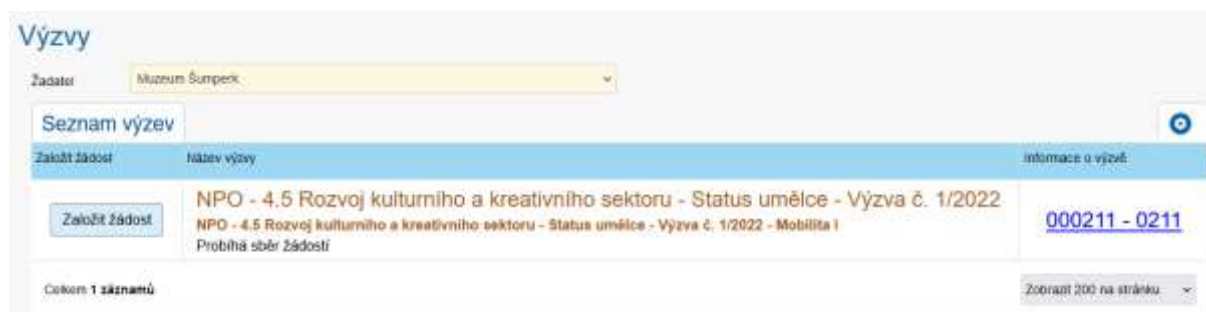 Výzvy
Žadatel Muzeum Šumperk
Seznam výzev
Založit žádost Název výzvy Informace o výzvě
NPO - 4.5 Rozvoj kulturního a kreativního sektoru - Status umělce - Výzva č. 1/2022
Založit žádost NPO - 4.5 Rozvoj kulturního a kreativního sektoru - Status umělce - Výzva č. 1/2022 - Mobilita I 000211 - 0211
Probíhá sběr žádostí
Celkem 1 záznamů Zobrazit 200 na stránku